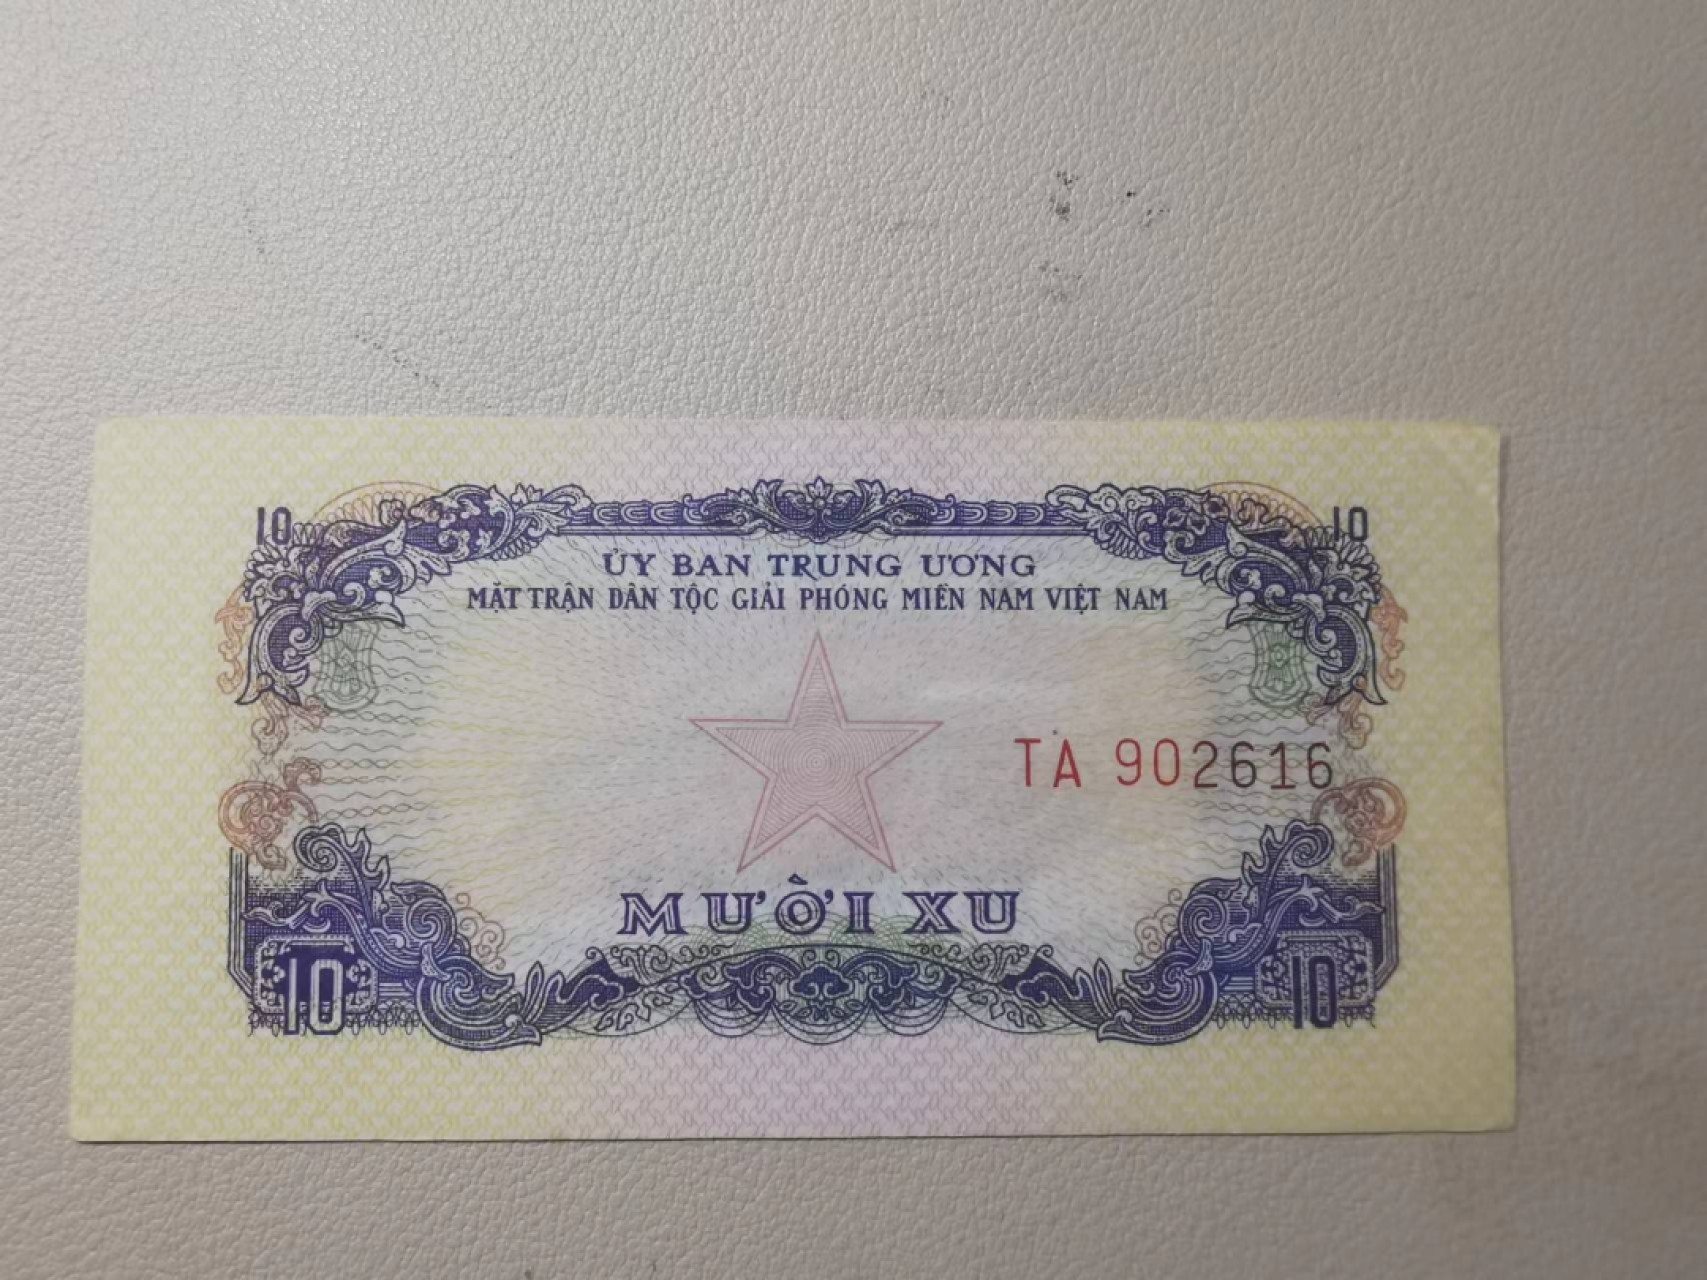 10 10
ỦY BAN TRUNG ƯƠNG
MẶT TRẬN DÂN TỘC GIẢI PHÓNG MIỀN NAM VIỆT NAM
TA 902616
MƯỜI XU
10 10